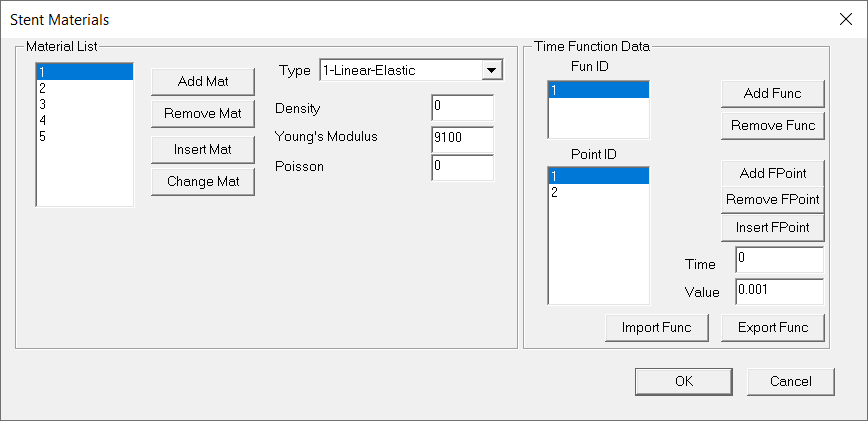 Stent Materials
Material List
1
2
3
4
5
Add Mat
Remove Mat
Insert Mat
Change Mat
Type 1-Linear-Elastic
Density 0
Young's Modulus 9100
Poisson 0
Time Function Data
Fun ID
1
Add Func
Remove Func
Point ID
1
2
Add FPoint
Remove FPoint
Insert FPoint
Time 0
Value 0.001
Import Func
Export Func
OK
Cancel